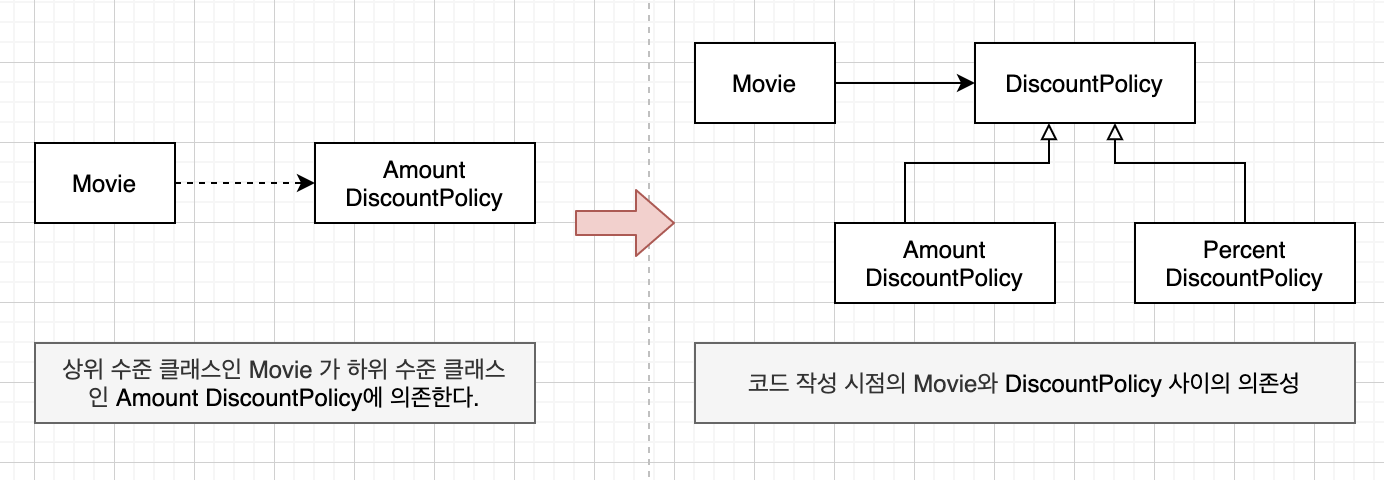 Movie
Amount
DiscountPolicy
상위 수준 클래스인 Movie 가 하위 수준 클래스
인 Amount DiscountPolicy에 의존한다.
Movie
DiscountPolicy
Amount
DiscountPolicy
Percent
DiscountPolicy
코드 작성 시점의 Movie와 DiscountPolicy 사이의 의존성